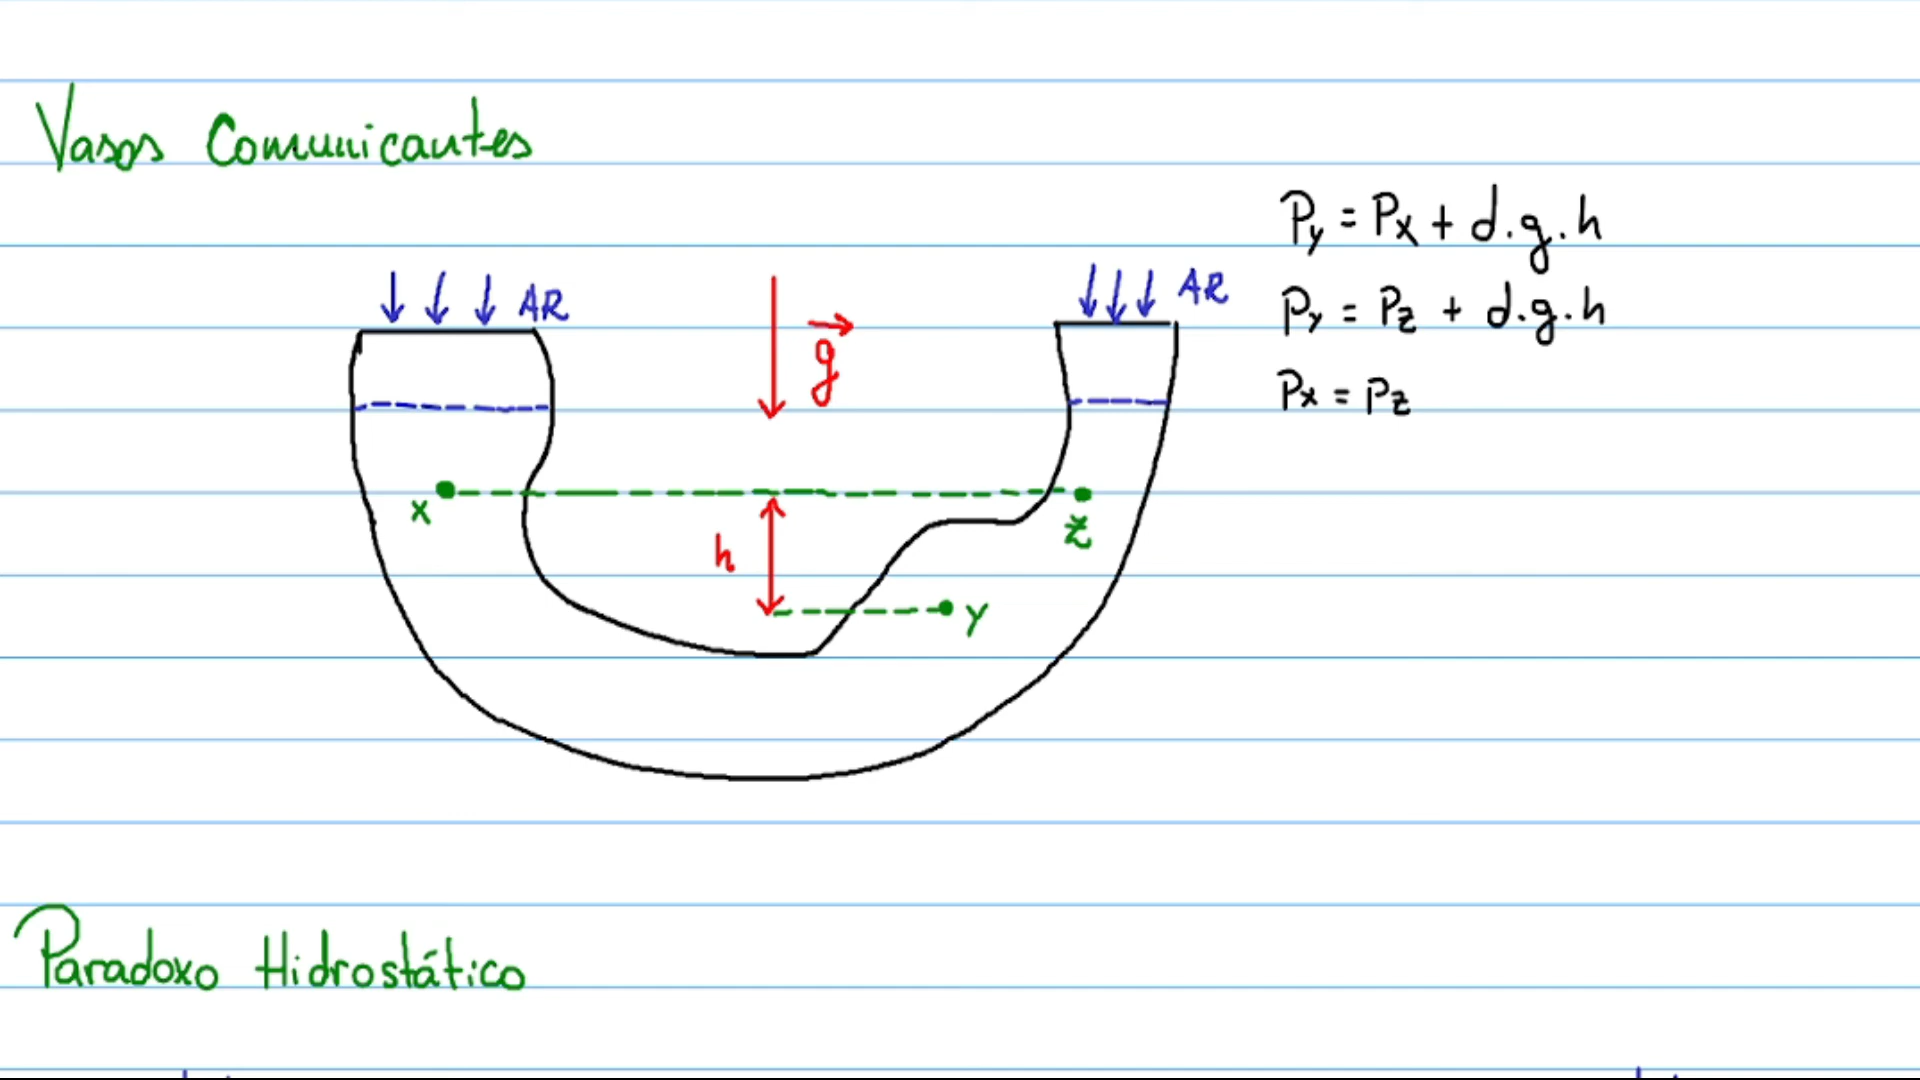 Vasos Comunicantes
Py = Px + d.g.h
AR
AR
Py = Pz + d.g.h
g
Px = Pz
x
z
h
y
Paradoxo Hidrostático